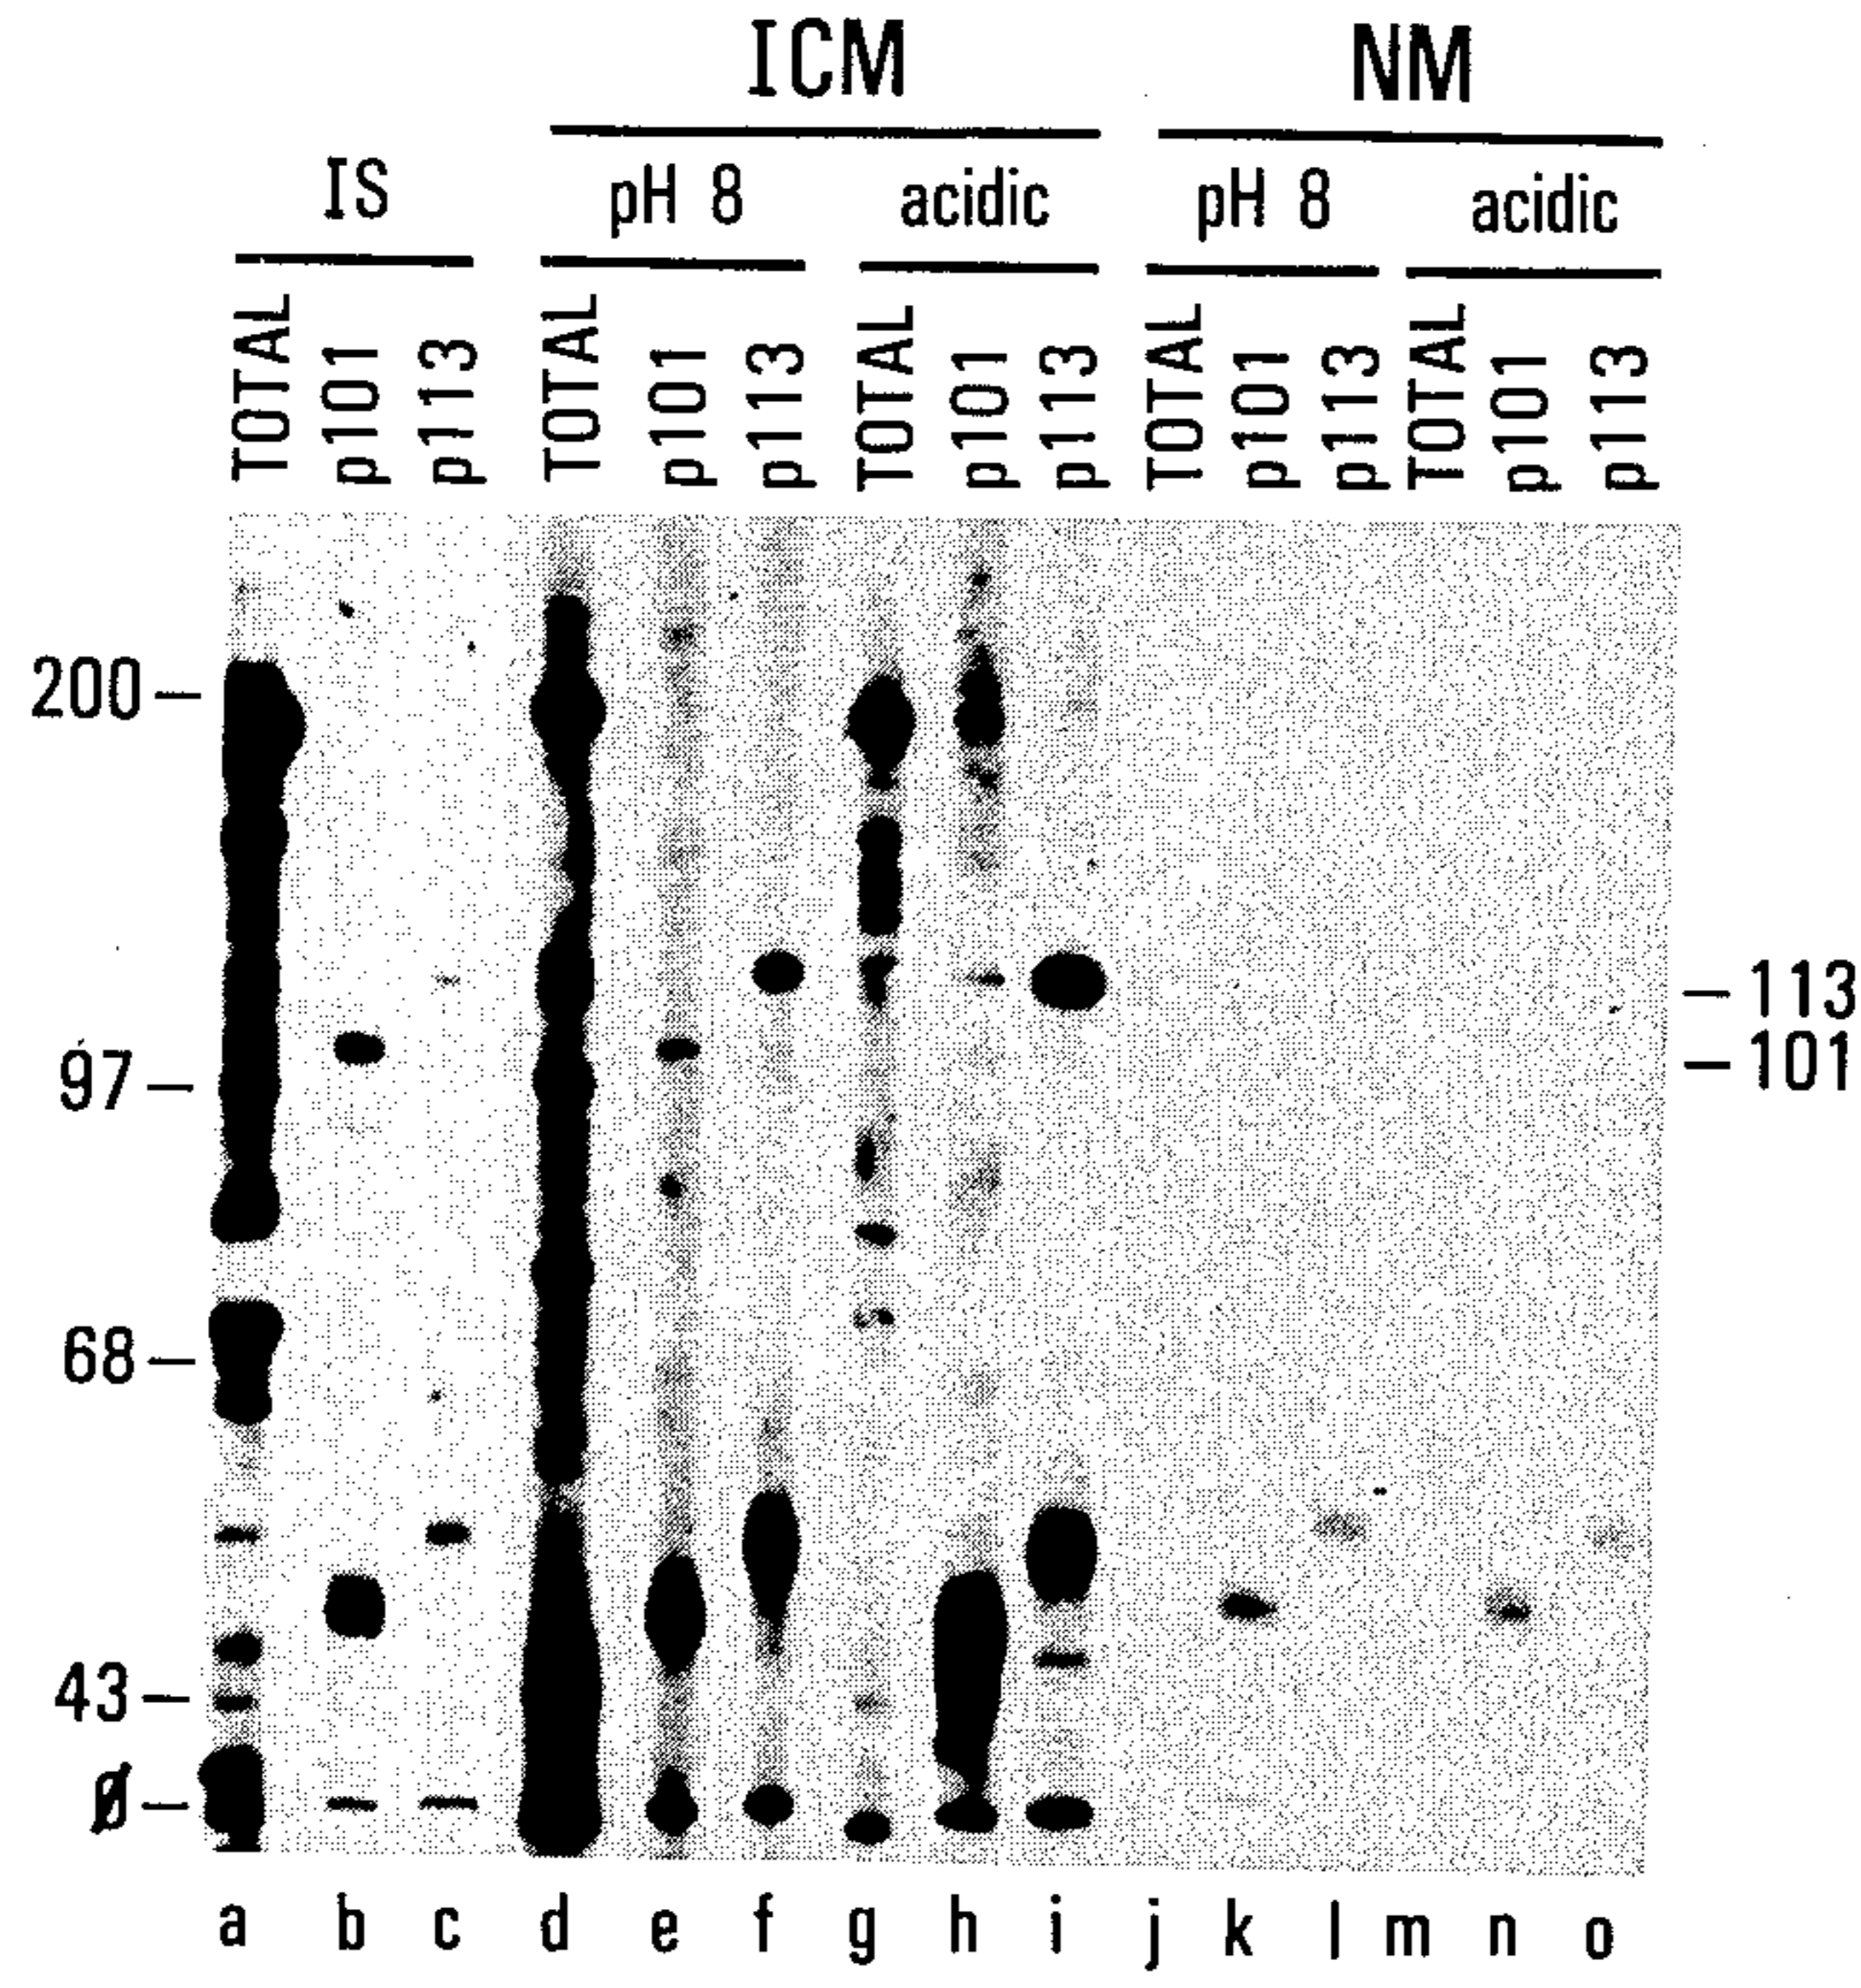 ICM NM
IS pH 8 acidic pH 8 acidic
TOTAL p101 p113 TOTAL p101 p113 TOTAL p101 p113 TOTAL p101 p113 TOTAL p101 p113
200
113
101
97
68
43
Ø
a b c d e f g h i j k l m n o